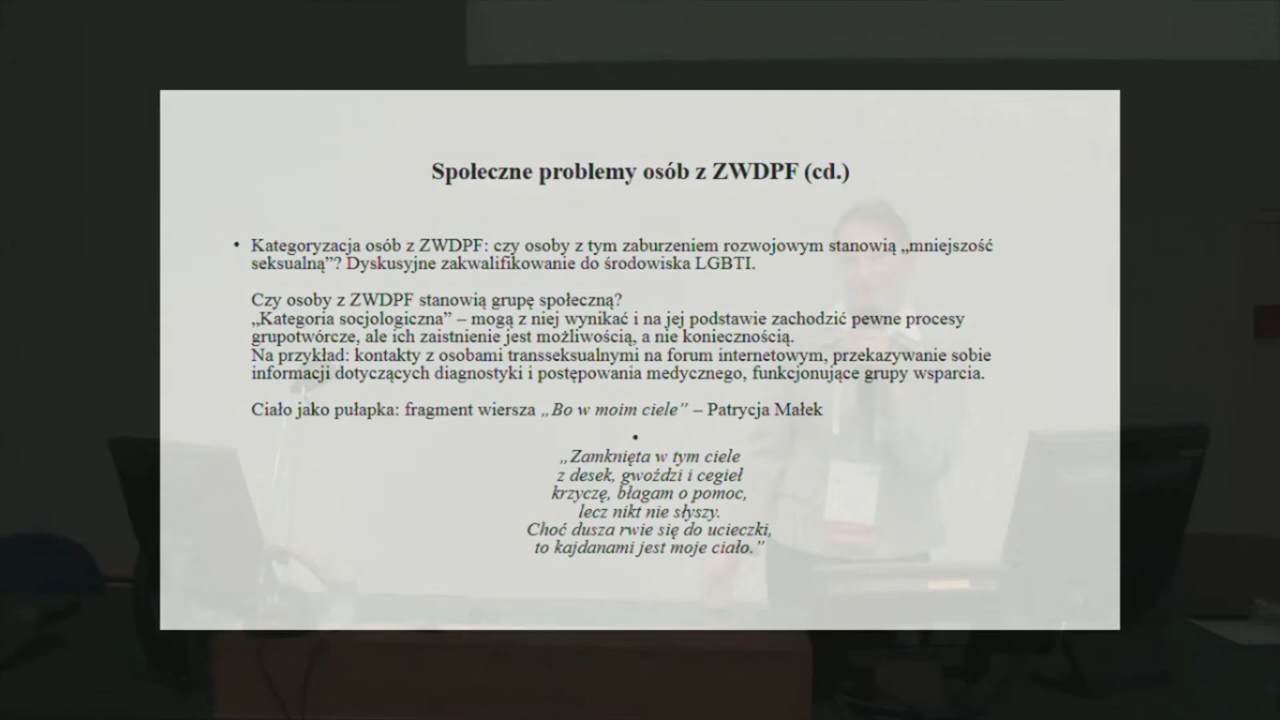 Społeczne problemy osób z ZWDPF (cd.)
• Kategoryzacja osób z ZWDPF: czy osoby z tym zaburzeniem rozwojowym stanowią „mniejszość
seksualną”? Dyskusyjne zakwalifikowanie do środowiska LGBTI.
Czy osoby z ZWDPF stanowią grupę społeczną?
„Kategoria socjologiczna” – mogą z niej wynikać i na jej podstawie zachodzić pewne procesy
grupotwórcze, ale ich zaistnienie jest możliwością, a nie koniecznością.
Na przykład: kontakty z osobami transseksualnymi na forum internetowym, przekazywanie sobie
informacji dotyczących diagnostyki i postępowania medycznego, funkcjonujące grupy wsparcia.
Ciało jako pułapka: fragment wiersza „Bo w moim ciele” – Patrycja Małek
•
„Zamknięta w tym ciele
z desek, gwoździ i cegieł
krzyczę, błagam o pomoc,
lecz nikt nie słyszy.
Choć dusza rwie się do ucieczki,
to kajdanami jest moje ciało.”